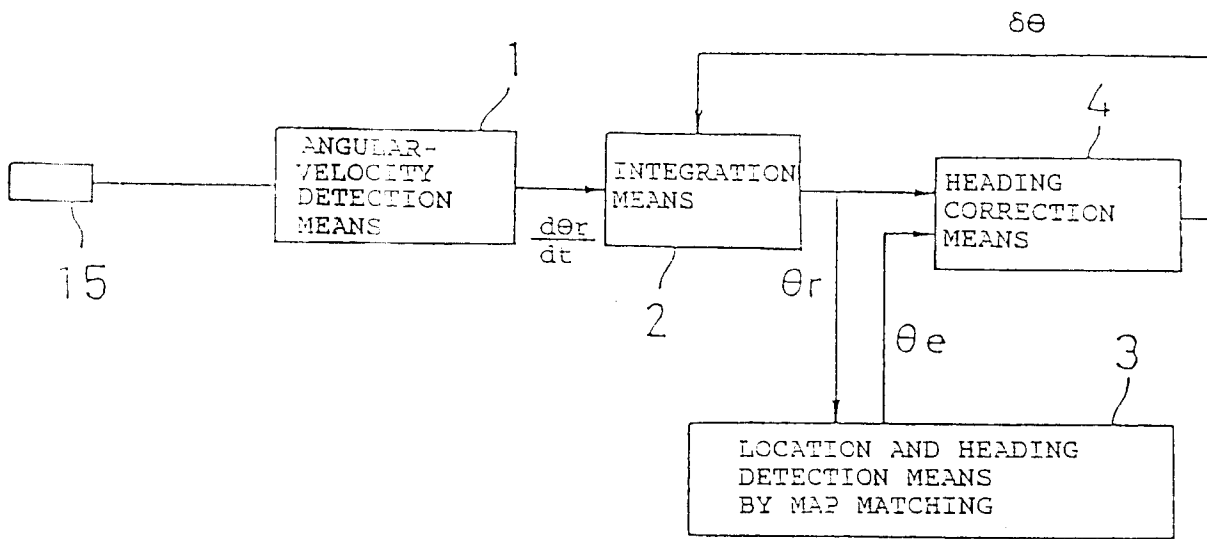 δθ
1
4
ANGULAR-
VELOCITY
DETECTION
MEANS
INTEGRATION
MEANS
HEADING
CORRECTION
MEANS
dθr
dt
15
2
θr
θe
3
LOCATION AND HEADING
DETECTION MEANS
BY MAP MATCHING